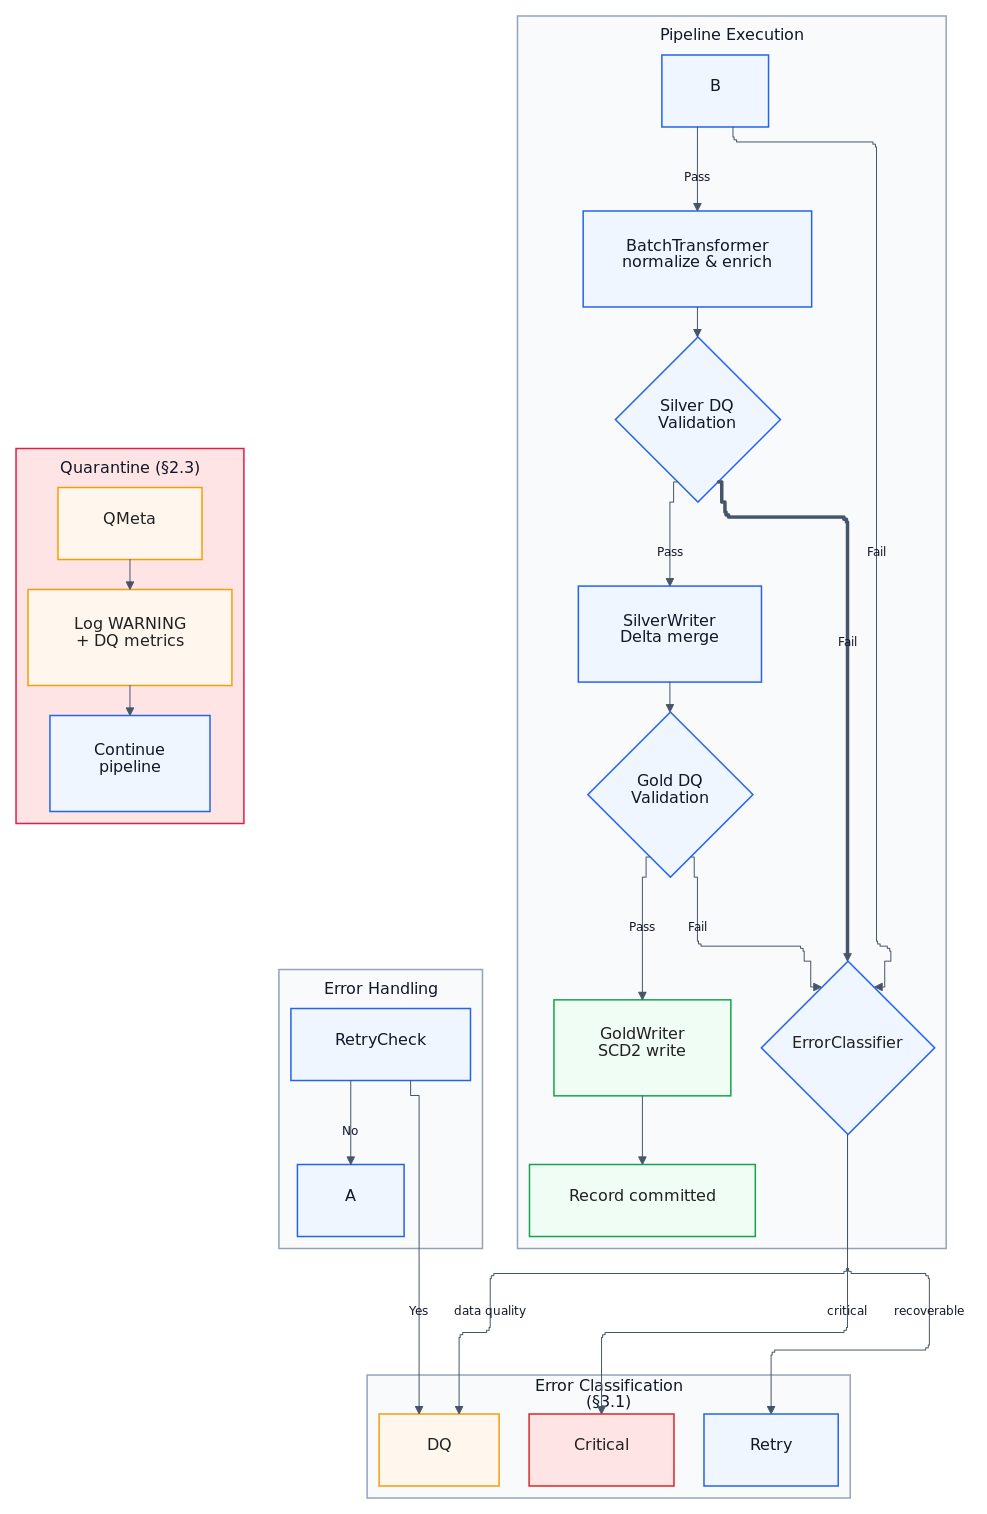 Pipeline Execution
B
Pass
BatchTransformer
normalize & enrich
Silver DQ
Validation
Pass
Fail
Fail
SilverWriter
Delta merge
Gold DQ
Validation
Pass
Fail
GoldWriter
SCD2 write
ErrorClassifier
Record committed
Quarantine (§2.3)
QMeta
Log WARNING
+ DQ metrics
Continue
pipeline
Error Handling
RetryCheck
No
A
Yes
data quality
critical
recoverable
Error Classification
(§3.1)
DQ
Critical
Retry